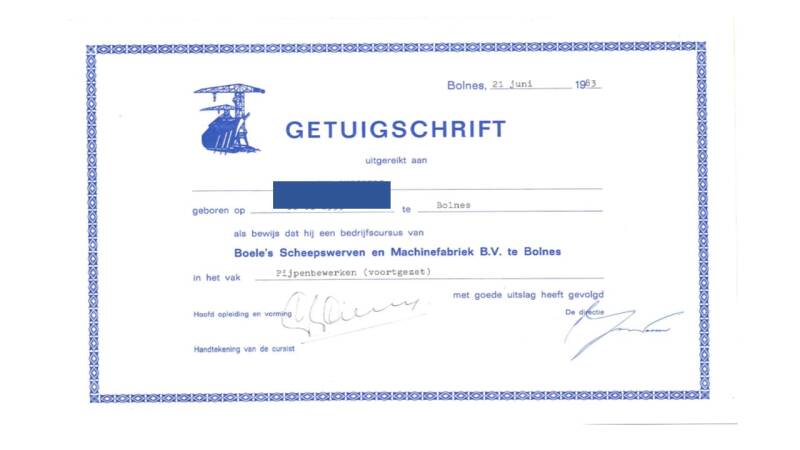 Bolnes, 21 juni 1983
GETUIGSCHRIFT
uitgereikt aan
geboren op te Bolnes
als bewijs dat hij een bedrijfscursus van
Boele's Scheepswerven en Machinefabriek B.V. te Bolnes
in het vak Pijpenbewerken (voortgezet)
met goede uitslag heeft gevolgd
Hoofd opleiding en vorming De directie
Handtekening van de cursist